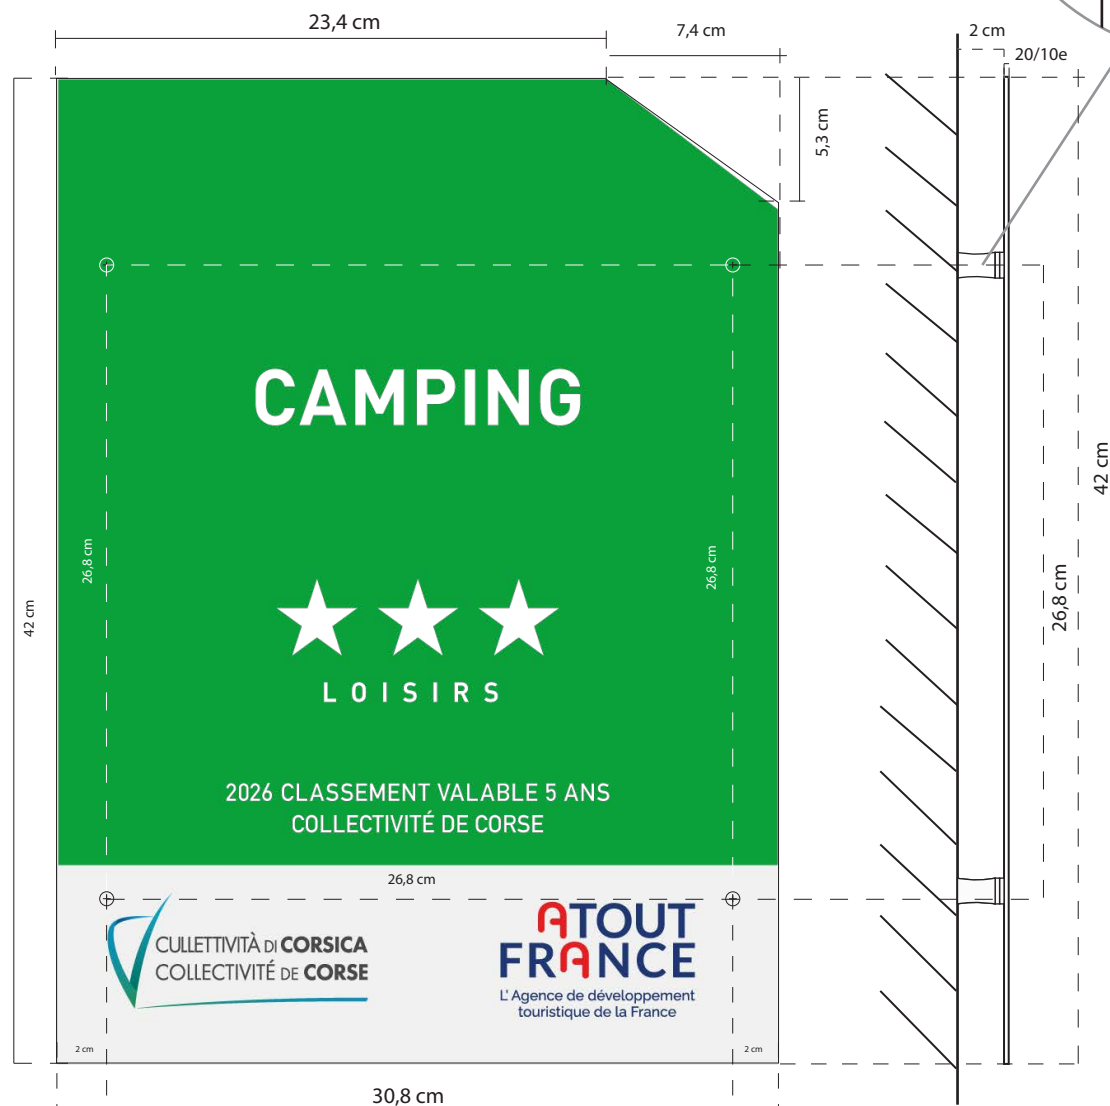 23,4 cm
7,4 cm
2 cm
20/10e
5,3 cm
CAMPING
26,8 cm
26,8 cm
42 cm
42 cm
26,8 cm
LOISIRS
2026 CLASSEMENT VALABLE 5 ANS
COLLECTIVITÉ DE CORSE
26,8 cm
CULLETTIVITÀ DI CORSICA
COLLECTIVITÉ DE CORSE
ATOUT
FRANCE
L'Agence de développement
touristique de la France
2 cm
2 cm
30,8 cm